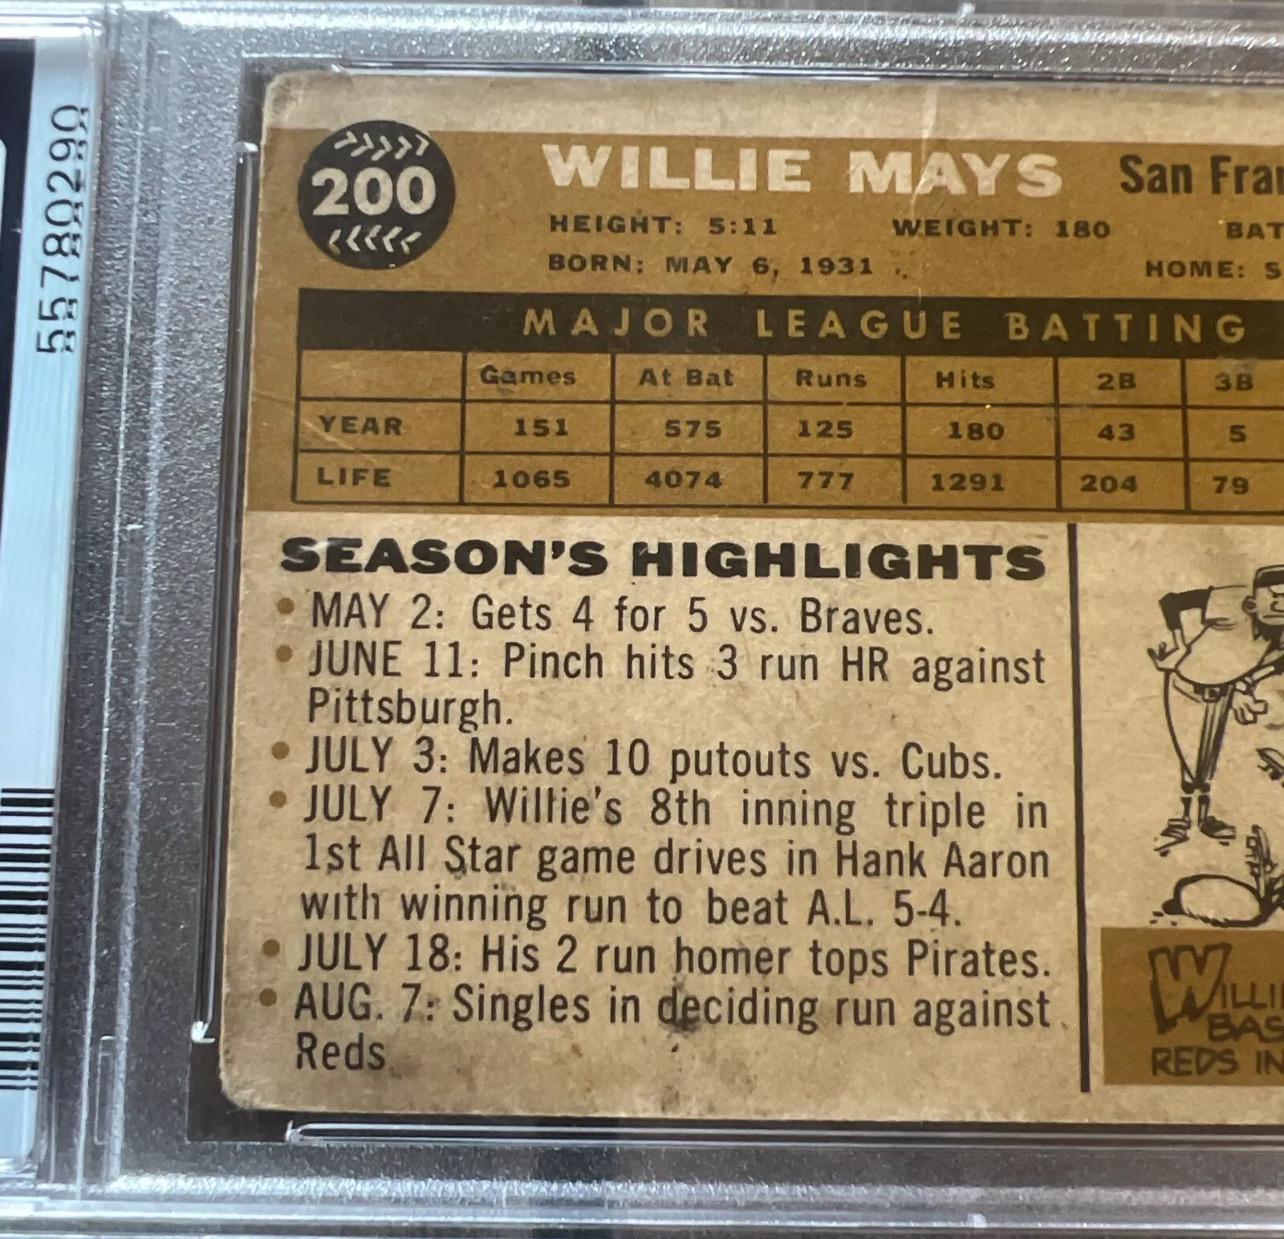 55780290
200
WILLIE MAYS San Fran
HEIGHT: 5:11 WEIGHT: 180 BAT
BORN: MAY 6, 1931 HOME: S
MAJOR LEAGUE BATTING
Games At Bat Runs Hits 2B 3B
YEAR 151 575 125 180 43 5
LIFE 1065 4074 777 1291 204 79
SEASON'S HIGHLIGHTS
• MAY 2: Gets 4 for 5 vs. Braves.
• JUNE 11: Pinch hits 3 run HR against
Pittsburgh.
• JULY 3: Makes 10 putouts vs. Cubs.
• JULY 7: Willie's 8th inning triple in
1st All Star game drives in Hank Aaron
with winning run to beat A.L. 5-4.
• JULY 18: His 2 run homer tops Pirates.
• AUG. 7: Singles in deciding run against
Reds
WILLIE
BAS
REDS IN